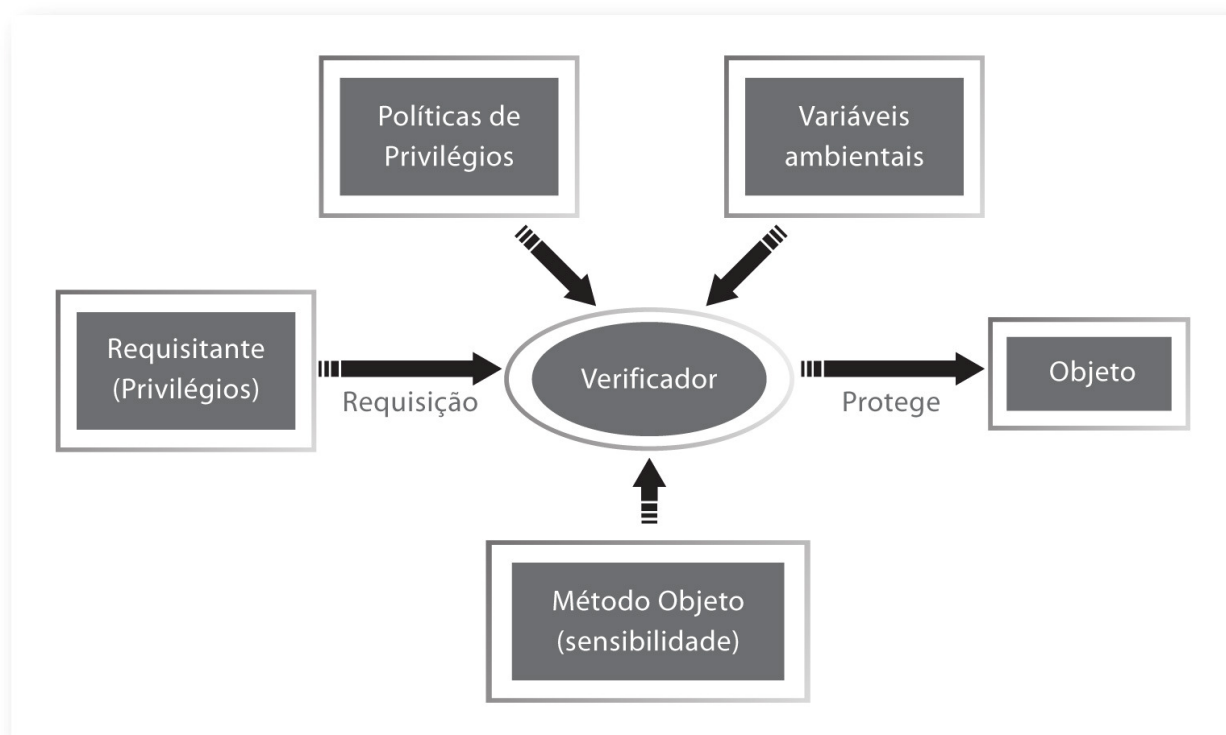 Políticas de
Privilégios
Variáveis
ambientais
Requisitante
(Privilégios)
Requisição
Verificador
Protege
Objeto
Método Objeto
(sensibilidade)